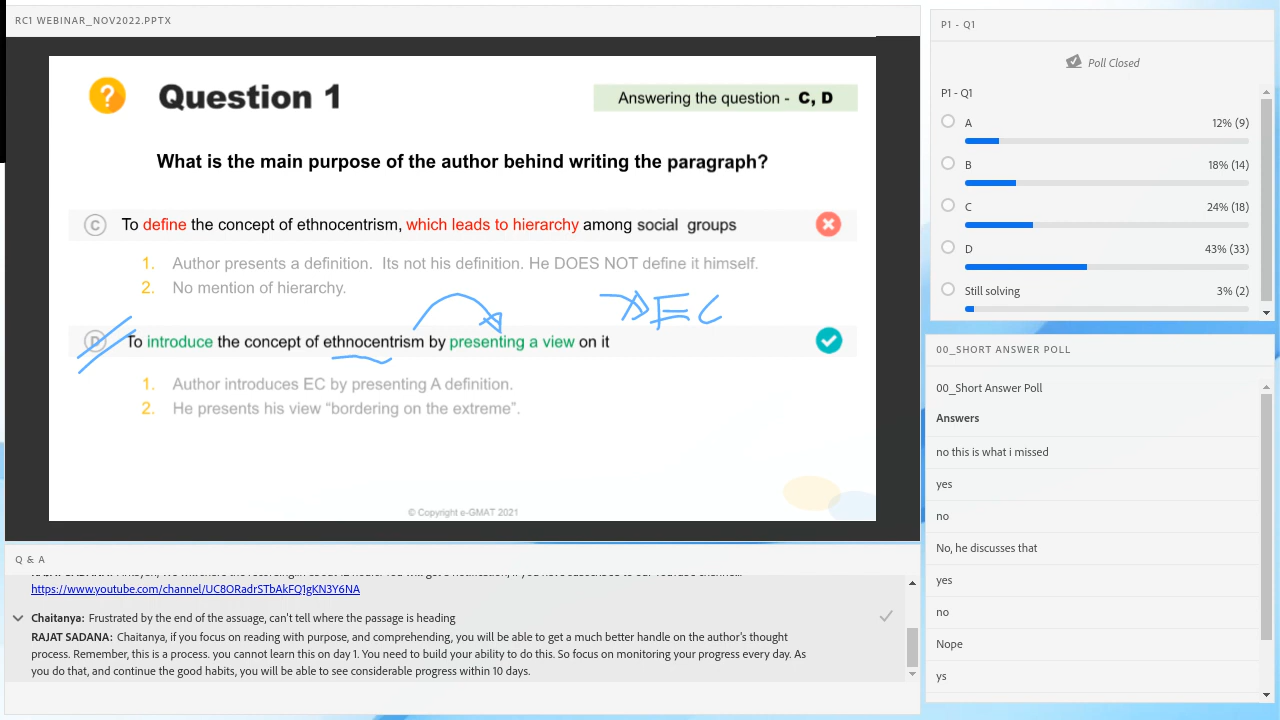 RC1 WEBINAR_NOV2022.PPTX
?
Question 1
Answering the question - C, D
What is the main purpose of the author behind writing the paragraph?
C To define the concept of ethnocentrism, which leads to hierarchy among social groups
1. Author presents a definition. Its not his definition. He DOES NOT define it himself.
2. No mention of hierarchy.
EC
D To introduce the concept of ethnocentrism by presenting a view on it
1. Author introduces EC by presenting A definition.
2. He presents his view “bordering on the extreme”.
© Copyright e-GMAT 2021
Q & A
https://www.youtube.com/channel/UC8ORadrSTbAkFQ1gKN3Y6NA
Chaitanya: Frustrated by the end of the assuage, can't tell where the passage is heading
RAJAT SADANA: Chaitanya, if you focus on reading with purpose, and comprehending, you will be able to get a much better handle on the author's thought
process. Remember, this is a process. you cannot learn this on day 1. You need to build your ability to do this. So focus on monitoring your progress every day. As
you do that, and continue the good habits, you will be able to see considerable progress within 10 days.
P1 - Q1
Poll Closed
P1 - Q1
A 12% (9)
B 18% (14)
C 24% (18)
D 43% (33)
Still solving 3% (2)
00_SHORT ANSWER POLL
00_Short Answer Poll
Answers
no this is what i missed
yes
no
No, he discusses that
yes
no
Nope
ys